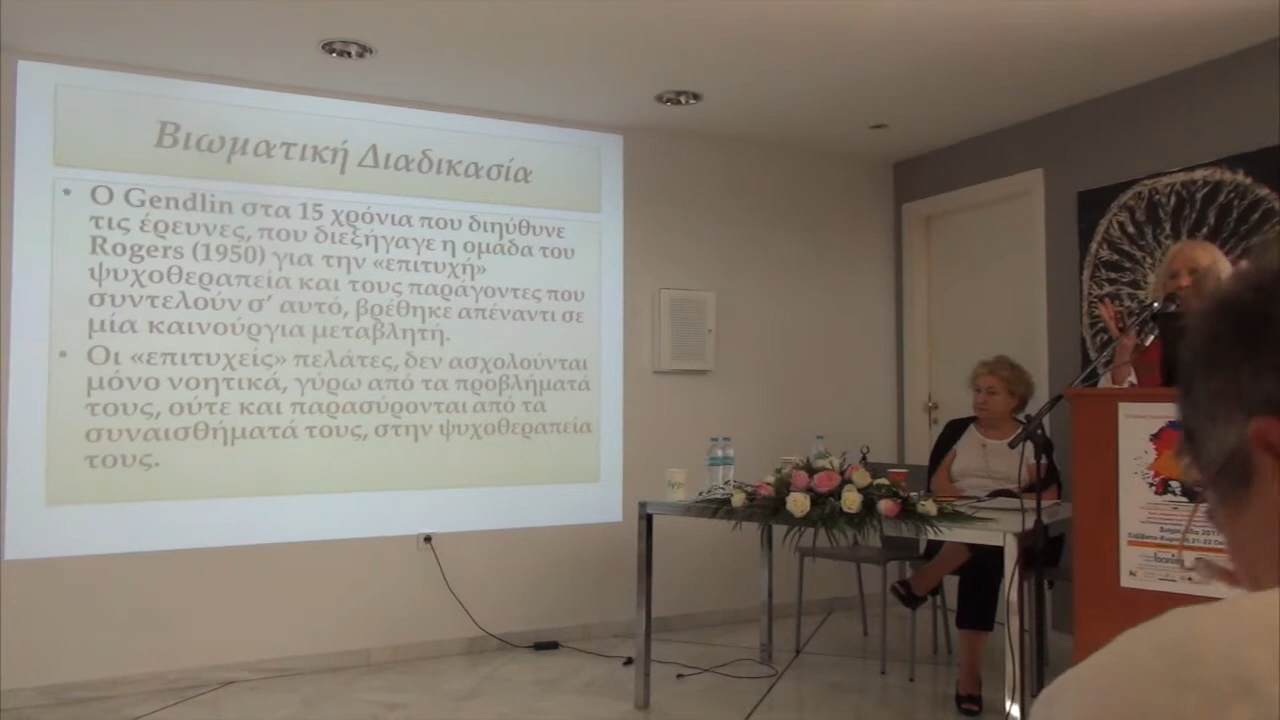 Βιωματική Διαδικασία
• Ο Gendlin στα 15 χρόνια που διηύθυνε
τις έρευνες, που διεξήγαγε η ομάδα του
Rogers (1950) για την «επιτυχή»
ψυχοθεραπεία και τους παράγοντες που
συντελούν σ’ αυτό, βρέθηκε απέναντι σε
μία καινούργια μεταβλητή.
• Οι «επιτυχείς» πελάτες, δεν ασχολούνται
μόνο νοητικά, γύρω από τα προβλήματά
τους, ούτε και παρασύρονται από τα
συναισθήματά τους, στην ψυχοθεραπεία
τους.